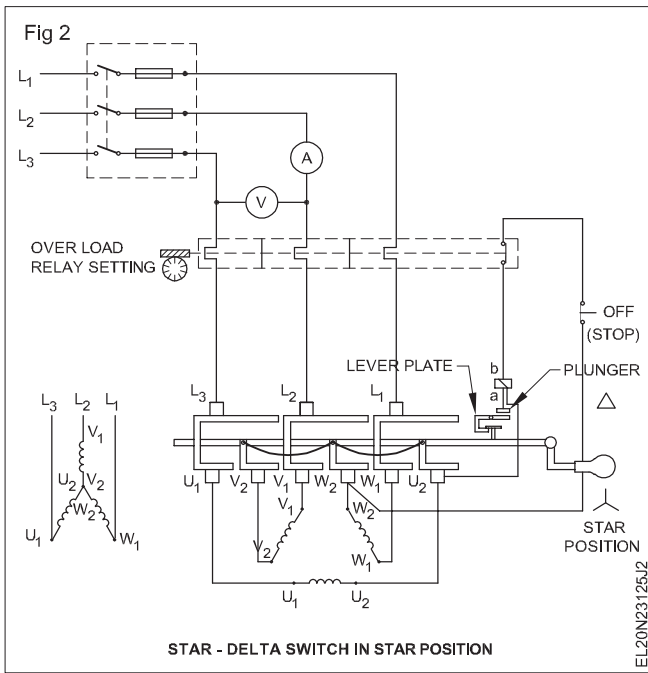 Fig 2
L1
L2
L3
A
V
OVER LOAD
RELAY SETTING
OFF
(STOP)
LEVER PLATE
b
a
PLUNGER
△
L3
L2
L1
L3 L2 L1
V1
U2 V2
W2
U1
W1
U1 V2 V1 W2 W1 U2
V1
W2
V2
W1
U1 U2
STAR
POSITION
STAR - DELTA SWITCH IN STAR POSITION
EL20N23125J2